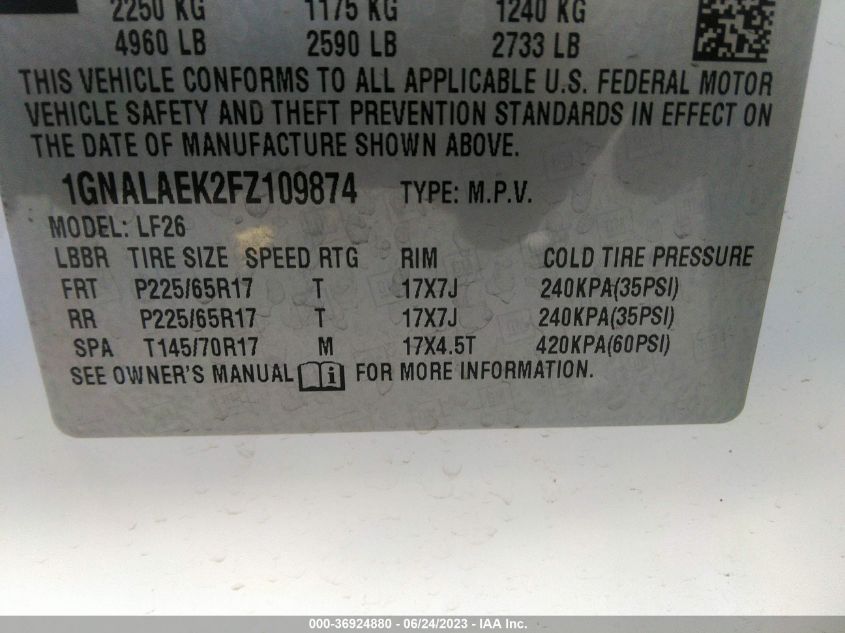 2250 KG 1175 KG 1240 KG
4960 LB 2590 LB 2733 LB
THIS VEHICLE CONFORMS TO ALL APPLICABLE U.S. FEDERAL MOTOR
VEHICLE SAFETY AND THEFT PREVENTION STANDARDS IN EFFECT ON
THE DATE OF MANUFACTURE SHOWN ABOVE.
1GNALAEK2FZ109874 TYPE: M.P.V.
MODEL: LF26
LBBR TIRE SIZE SPEED RTG RIM COLD TIRE PRESSURE
FRT P225/65R17 T 17X7J 240KPA(35PSI)
RR P225/65R17 T 17X7J 240KPA(35PSI)
SPA T145/70R17 M 17X4.5T 420KPA(60PSI)
SEE OWNER'S MANUAL i FOR MORE INFORMATION.
000-36924880 - 06/24/2023 - IAA Inc.